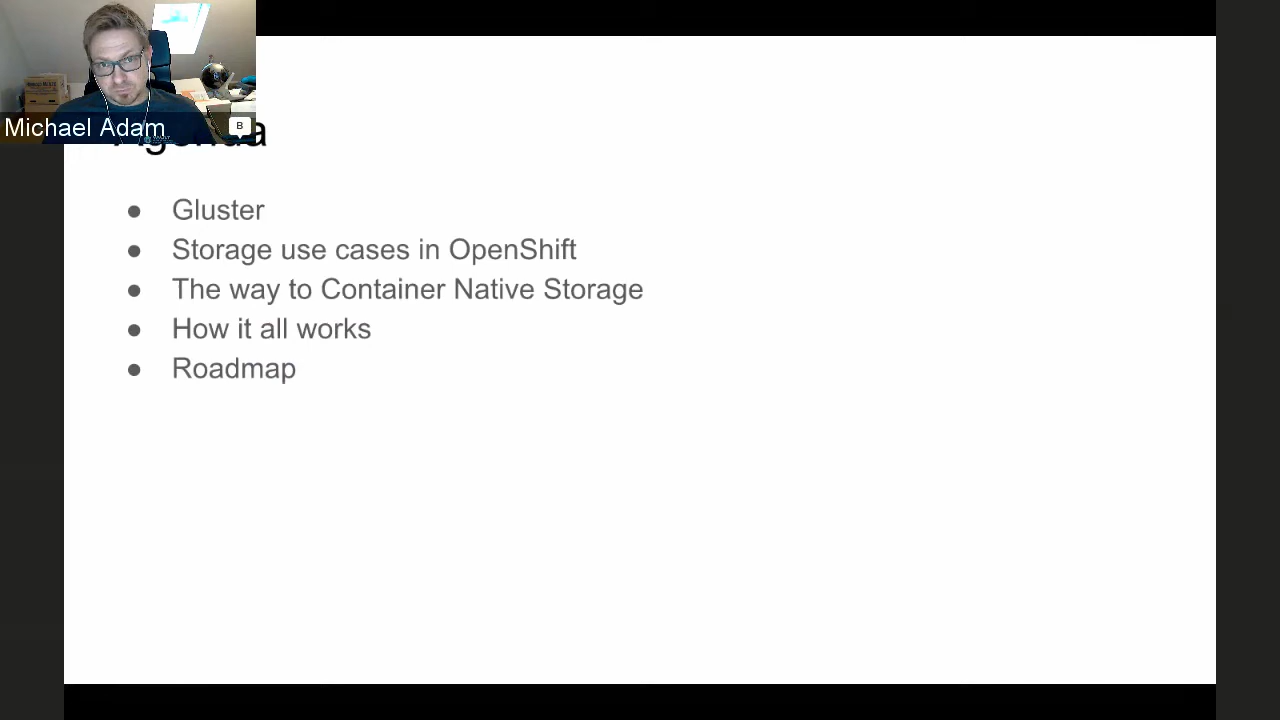 Michael Adam
B
Agenda
● Gluster
● Storage use cases in OpenShift
● The way to Container Native Storage
● How it all works
● Roadmap